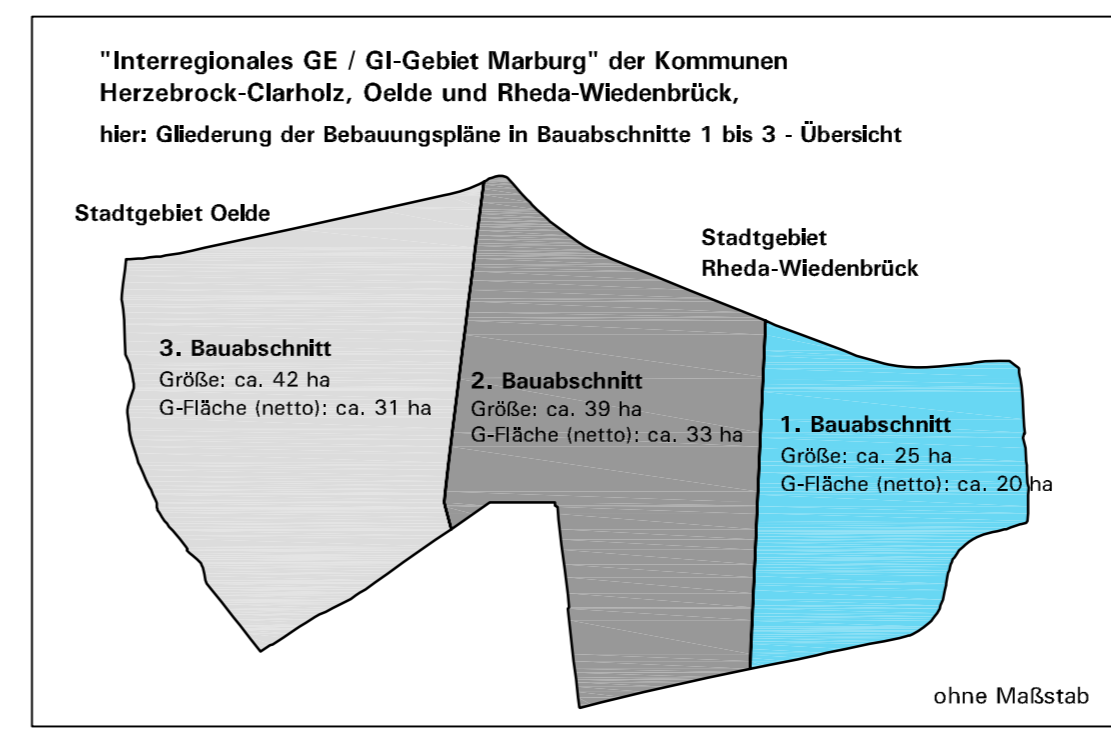 "Interregionales GE / GI-Gebiet Marburg" der Kommunen
Herzebrock-Clarholz, Oelde und Rheda-Wiedenbrück,
hier: Gliederung der Bebauungspläne in Bauabschnitte 1 bis 3 - Übersicht
Stadtgebiet Oelde
Stadtgebiet
Rheda-Wiedenbrück
3. Bauabschnitt
Größe: ca. 42 ha
G-Fläche (netto): ca. 31 ha
2. Bauabschnitt
Größe: ca. 39 ha
G-Fläche (netto): ca. 33 ha
1. Bauabschnitt
Größe: ca. 25 ha
G-Fläche (netto): ca. 20 ha
ohne Maßstab